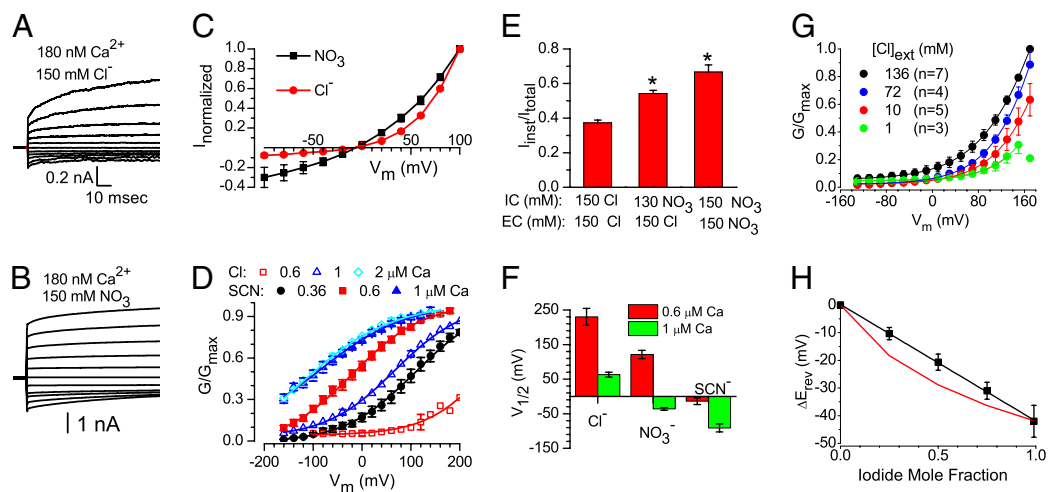 A
180 nM Ca2+
150 mM Cl-
0.2 nA
10 msec
B
180 nM Ca2+
150 mM NO3
1 nA
C
NO3
Cl-
Inormalized
1.0
0.8
0.6
0.4
0.2
-0.2
-0.4
-50
50
100
Vm (mV)
D
Cl: 0.6 1 2 µM Ca
SCN: 0.36 0.6 1 µM Ca
G/Gmax
0.9
0.6
0.3
0.0
-200 -100 0 100 200
Vm (mV)
E
Iinst/Itotal
0.8
0.6
0.4
0.2
0.0
* *
IC (mM): 150 Cl 130 NO3 150 NO3
EC (mM): 150 Cl 150 Cl 150 NO3
F
0.6 µM Ca
1 µM Ca
V1/2 (mV)
250
150
50
-50
-150
Cl-
NO3-
SCN-
G
[Cl]ext (mM)
136 (n=7)
72 (n=4)
10 (n=5)
1 (n=3)
G/Gmax
1.0
0.8
0.6
0.4
0.2
0.0
-80 0 80 160
Vm (mV)
H
ΔErev (mV)
0
-10
-20
-30
-40
-50
0.0 0.5 1.0
Iodide Mole Fraction